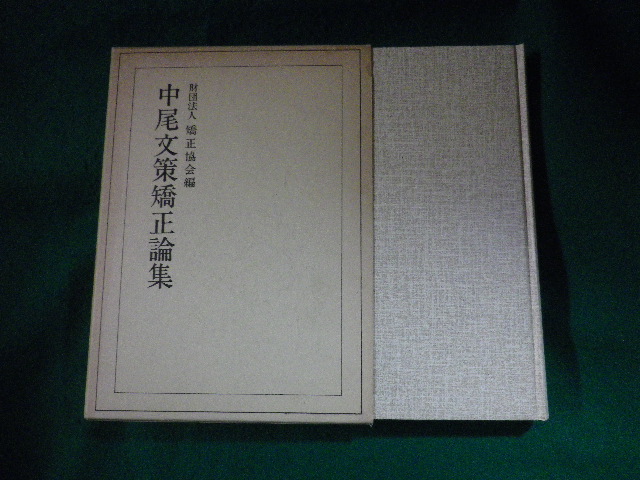 財団法人 矯正協会編
中尾文策矯正論集